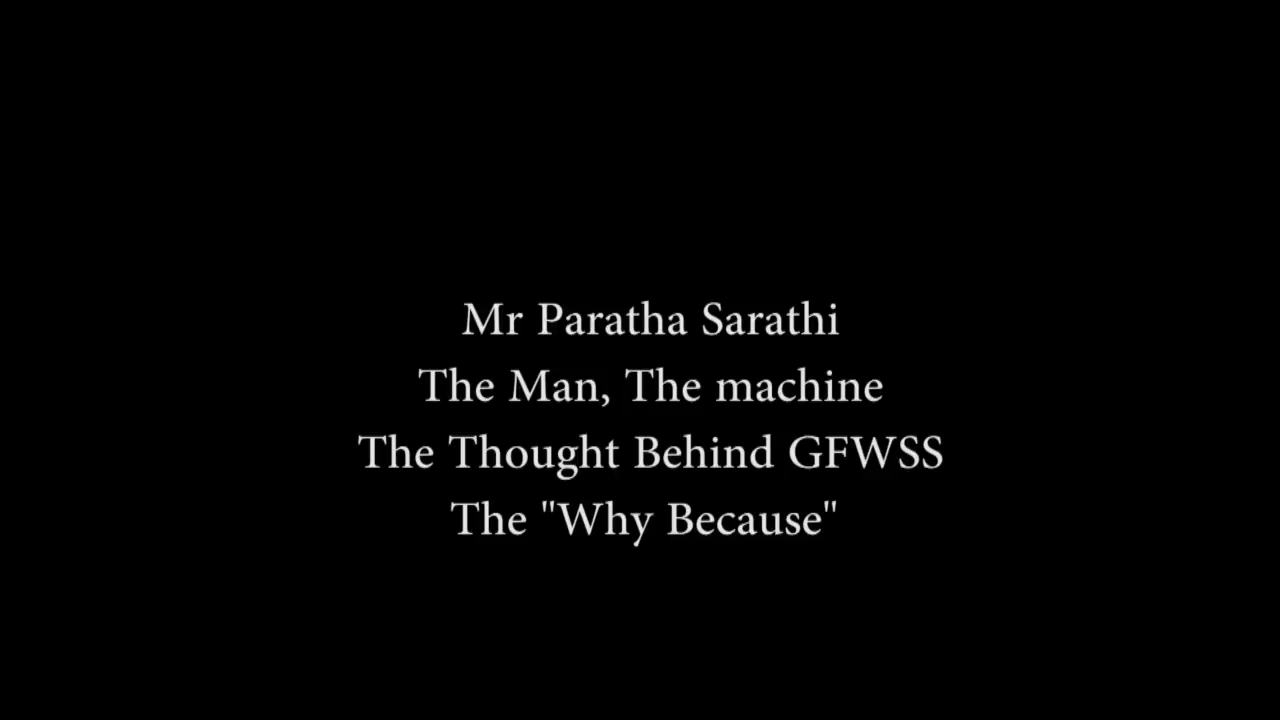 Mr Paratha Sarathi
The Man, The machine
The Thought Behind GFWSS
The "Why Because"